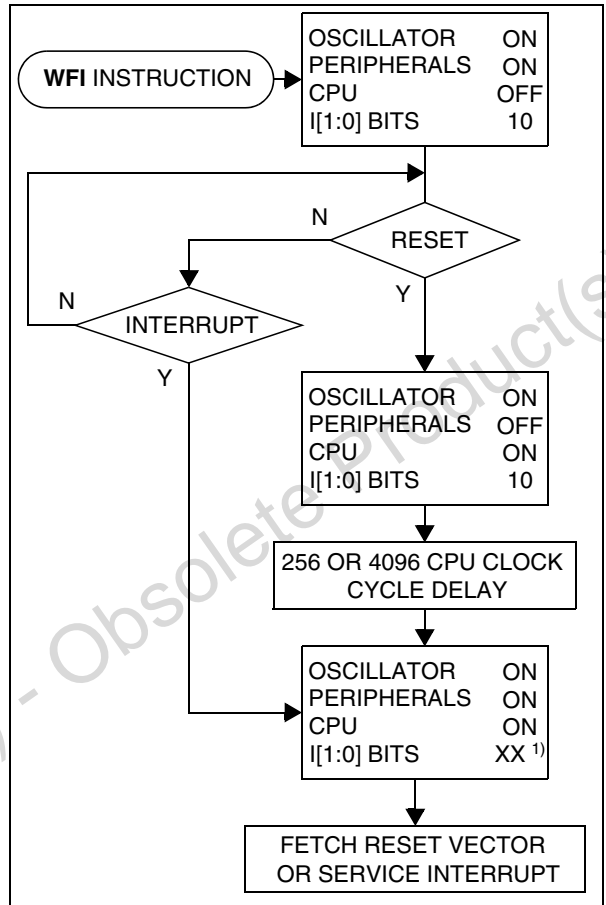 WFI INSTRUCTION
OSCILLATOR ON
PERIPHERALS ON
CPU OFF
I[1:0] BITS 10
N
RESET
Y
N
INTERRUPT
Y
OSCILLATOR ON
PERIPHERALS OFF
CPU ON
I[1:0] BITS 10
256 OR 4096 CPU CLOCK
CYCLE DELAY
OSCILLATOR ON
PERIPHERALS ON
CPU ON
I[1:0] BITS XX 1)
FETCH RESET VECTOR
OR SERVICE INTERRUPT
- Obsolete Product(s